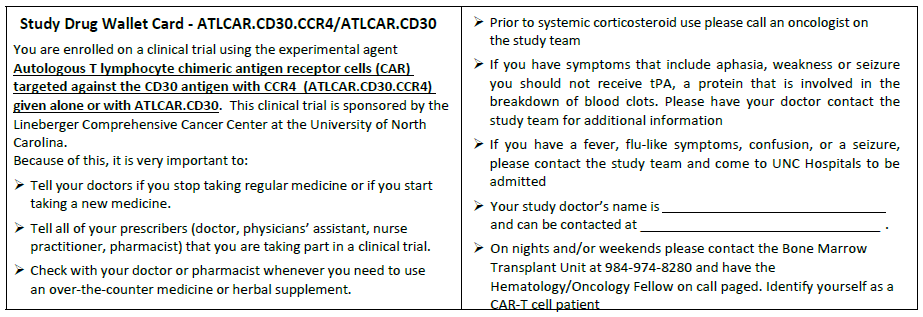 Study Drug Wallet Card - ATLCAR.CD30.CCR4/ATLCAR.CD30
You are enrolled on a clinical trial using the experimental agent
Autologous T lymphocyte chimeric antigen receptor cells (CAR)
targeted against the CD30 antigen with CCR4 (ATLCAR.CD30.CCR4)
given alone or with ATLCAR.CD30. This clinical trial is sponsored by the
Lineberger Comprehensive Cancer Center at the University of North
Carolina.
Because of this, it is very important to:
➢ Tell your doctors if you stop taking regular medicine or if you start
taking a new medicine.
➢ Tell all of your prescribers (doctor, physicians’ assistant, nurse
practitioner, pharmacist) that you are taking part in a clinical trial.
➢ Check with your doctor or pharmacist whenever you need to use
an over-the-counter medicine or herbal supplement.
➢ Prior to systemic corticosteroid use please call an oncologist on
the study team
➢ If you have symptoms that include aphasia, weakness or seizure
you should not receive tPA, a protein that is involved in the
breakdown of blood clots. Please have your doctor contact the
study team for additional information
➢ If you have a fever, flu-like symptoms, confusion, or a seizure,
please contact the study team and come to UNC Hospitals to be
admitted
➢ Your study doctor’s name is ______________________________
and can be contacted at ________________________________ .
➢ On nights and/or weekends please contact the Bone Marrow
Transplant Unit at 984-974-8280 and have the
Hematology/Oncology Fellow on call paged. Identify yourself as a
CAR-T cell patient